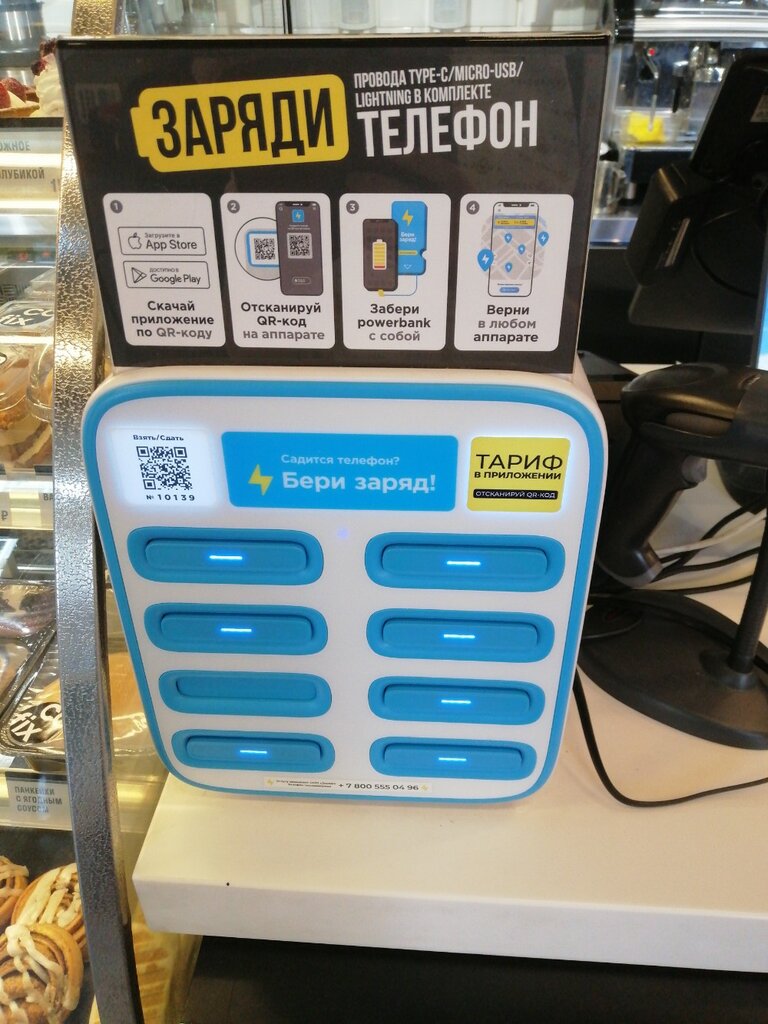 ПРОВОДА TYPE-C/MICRO-USB/
LIGHTNING В КОМПЛЕКТЕ
ЗАРЯДИ
ТЕЛЕФОН
1
Загрузите в
App Store
ДОСТУПНО В
Google Play
Скачай
приложение
по QR-коду
2
Отсканируй
QR-код
на аппарате
3
Бери
заряд!
Забери
powerbank
с собой
4
Верни
в любом
аппарате
Взять/Сдать
№ 10139
Садится телефон?
Бери заряд!
ТАРИФ
В ПРИЛОЖЕНИИ
ОТСКАНИРУЙ QR-КОД
+ 7 800 555 04 96
ПАНКЕЙКИ
С ЯГОДНЫМ
СОУСОМ